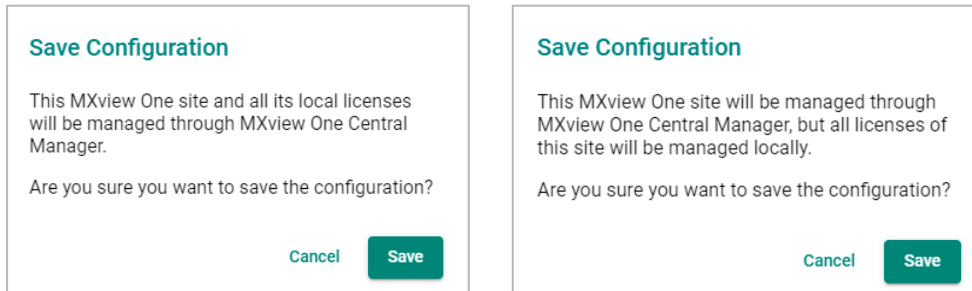 Save Configuration
This MXview One site and all its local licenses
will be managed through MXview One Central
Manager.
Are you sure you want to save the configuration?
Cancel
Save
Save Configuration
This MXview One site will be managed through
MXview One Central Manager, but all licenses of
this site will be managed locally.
Are you sure you want to save the configuration?
Cancel
Save